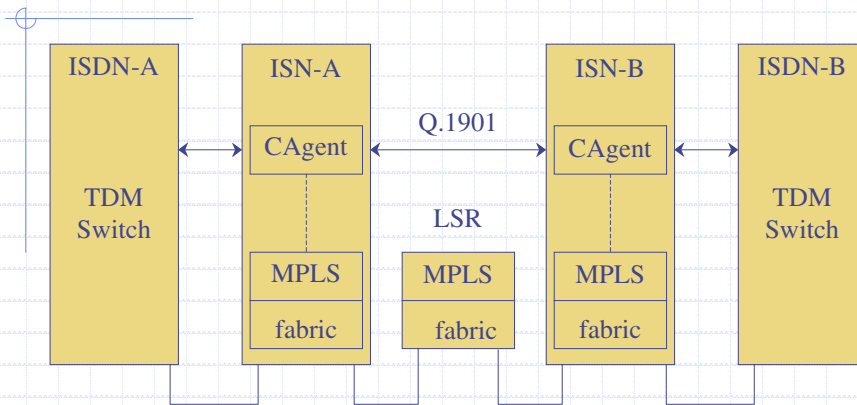 ISDN-A
ISN-A
ISN-B
ISDN-B
Q.1901
CAgent
CAgent
TDM
Switch
TDM
Switch
LSR
MPLS
MPLS
MPLS
fabric
fabric
fabric